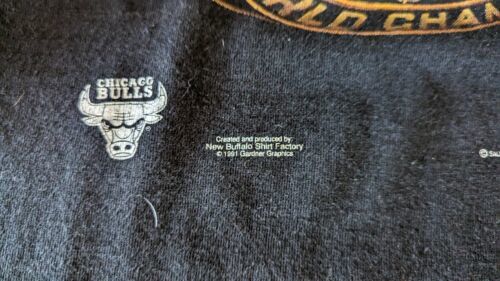 CHICAGO
BULLS
Created and produced by:
New Buffalo Shirt Factory
© 1991 Gardner Graphics